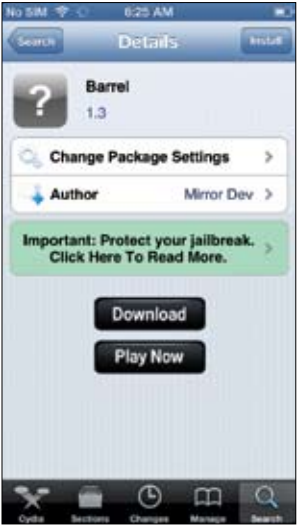 No SIM 6:25 AM
Search Details Install
?
Barrel
1.3
Change Package Settings
Author Mirror Dev
Important: Protect your jailbreak.
Click Here To Read More.
Download
Play Now
Cydia Sections Changes Manage Search